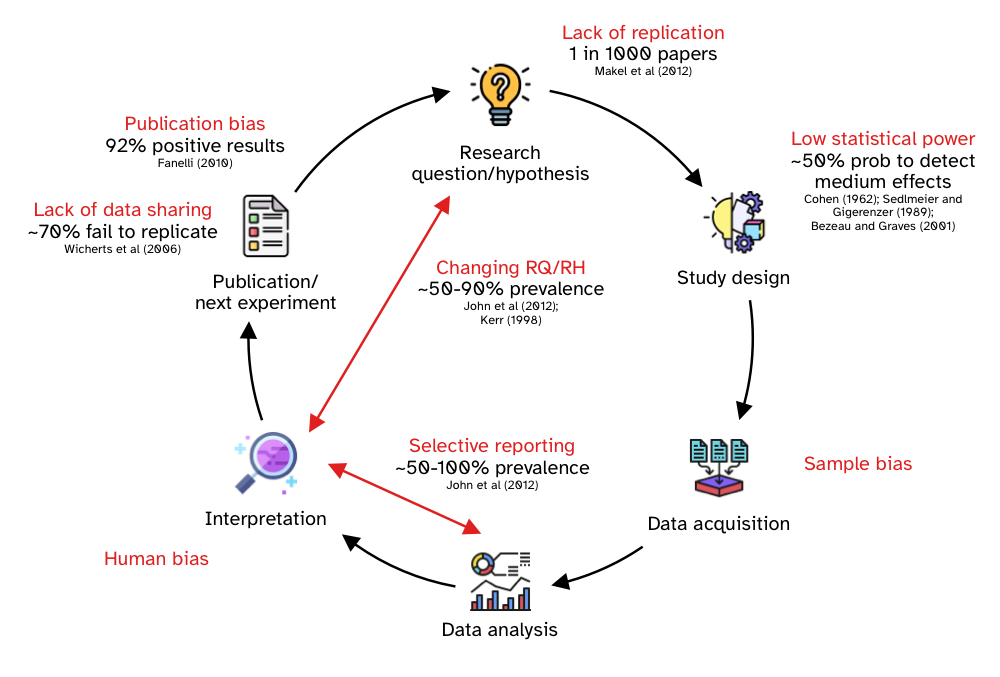 Lack of replication
1 in 1000 papers
Makel et al (2012)
Publication bias
92% positive results
Fanelli (2010)
Research
question/hypothesis
Low statistical power
~50% prob to detect
medium effects
Cohen (1962); Sedlmeier and
Gigerenzer (1989);
Bezeau and Graves (2001)
Lack of data sharing
~70% fail to replicate
Wicherts et al (2006)
Publication/
next experiment
Study design
Changing RQ/RH
~50-90% prevalence
John et al (2012);
Kerr (1998)
Selective reporting
~50-100% prevalence
John et al (2012)
Sample bias
Interpretation
Data acquisition
Human bias
Data analysis